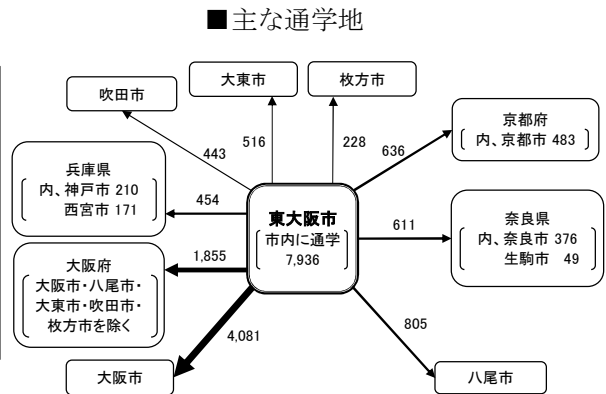 ■主な通学地
大東市
枚方市
吹田市
京都府
内、京都市 483
443
516
228
636
兵庫県
内、神戸市 210
西宮市 171
454
東大阪市
市内に通学
7,936
611
奈良県
内、奈良市 376
生駒市 49
大阪府
大阪市・八尾市・
大東市・吹田市・
枚方市を除く
1,855
4,081
805
大阪市
八尾市